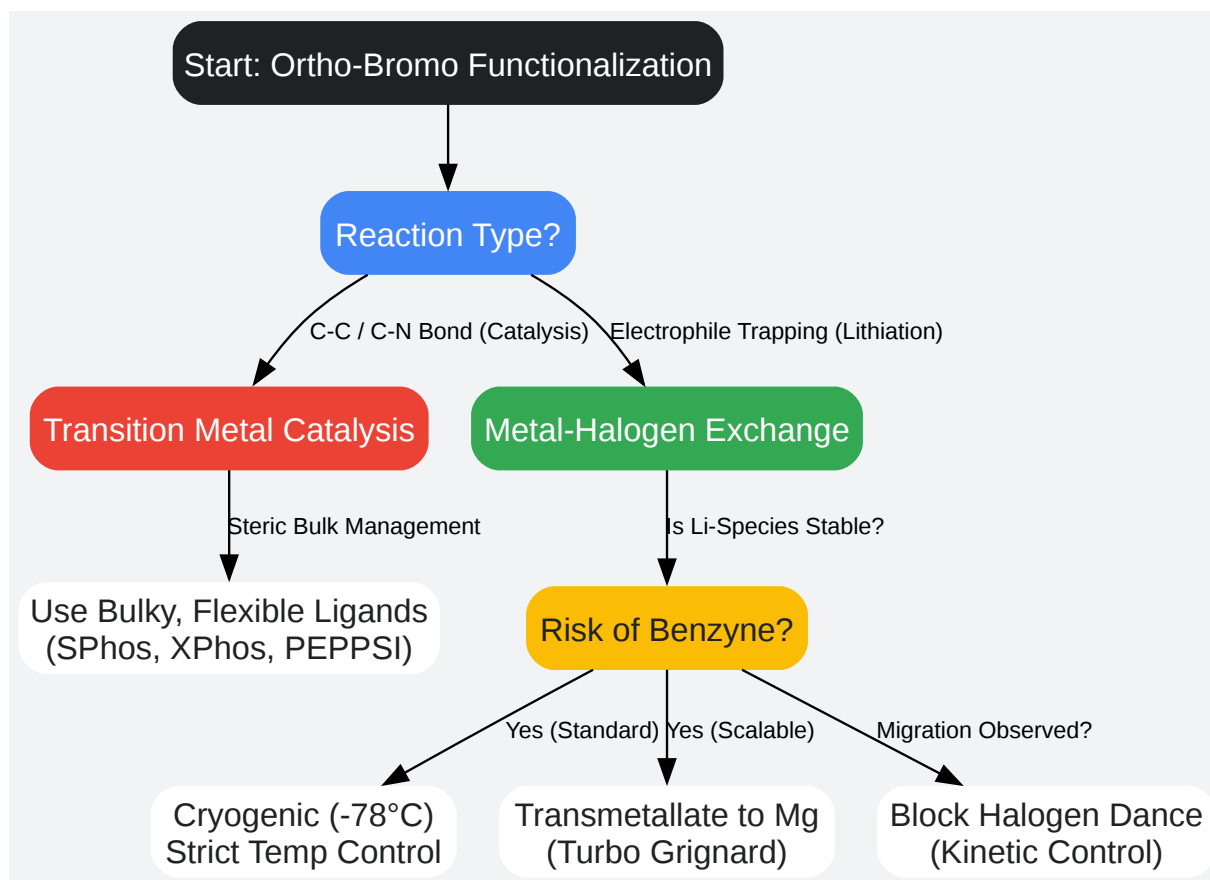 Start: Ortho-Bromo Functionalization
Reaction Type?
C-C / C-N Bond (Catalysis)
Electrophile Trapping (Lithiation)
Transition Metal Catalysis
Metal-Halogen Exchange
Steric Bulk Management
Is Li-Species Stable?
Use Bulky, Flexible Ligands
(SPhos, XPhos, PEPPSI)
Risk of Benzyne?
Yes (Standard)
Yes (Scalable)
Migration Observed?
Cryogenic (-78°C)
Strict Temp Control
Transmetallate to Mg
(Turbo Grignard)
Block Halogen Dance
(Kinetic Control)